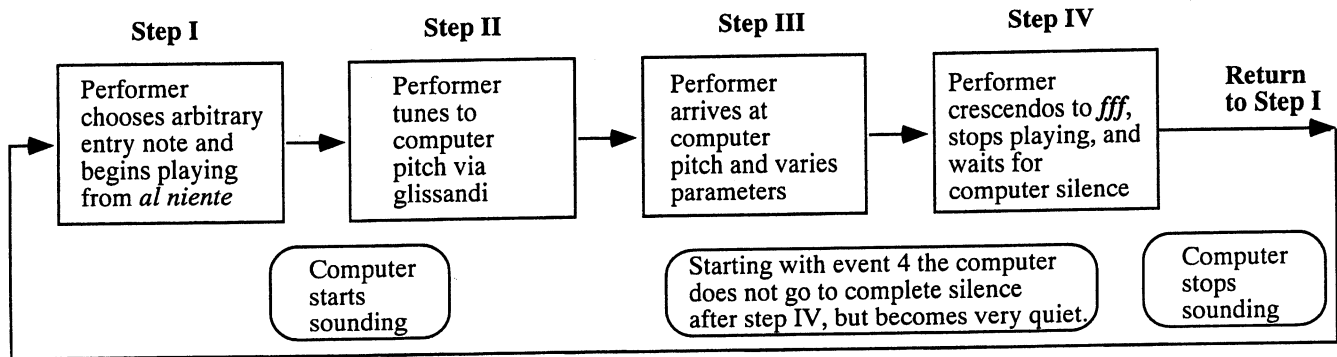 Step I
Performer
chooses arbitrary
entry note and
begins playing
from al niente
Step II
Performer
tunes to
computer
pitch via
glissandi
Step III
Performer
arrives at
computer
pitch and varies
parameters
Step IV
Performer
crescendos to fff,
stops playing, and
waits for
computer silence
Return
to Step I
Computer
starts
sounding
Starting with event 4 the computer
does not go to complete silence
after step IV, but becomes very quiet.
Computer
stops
sounding